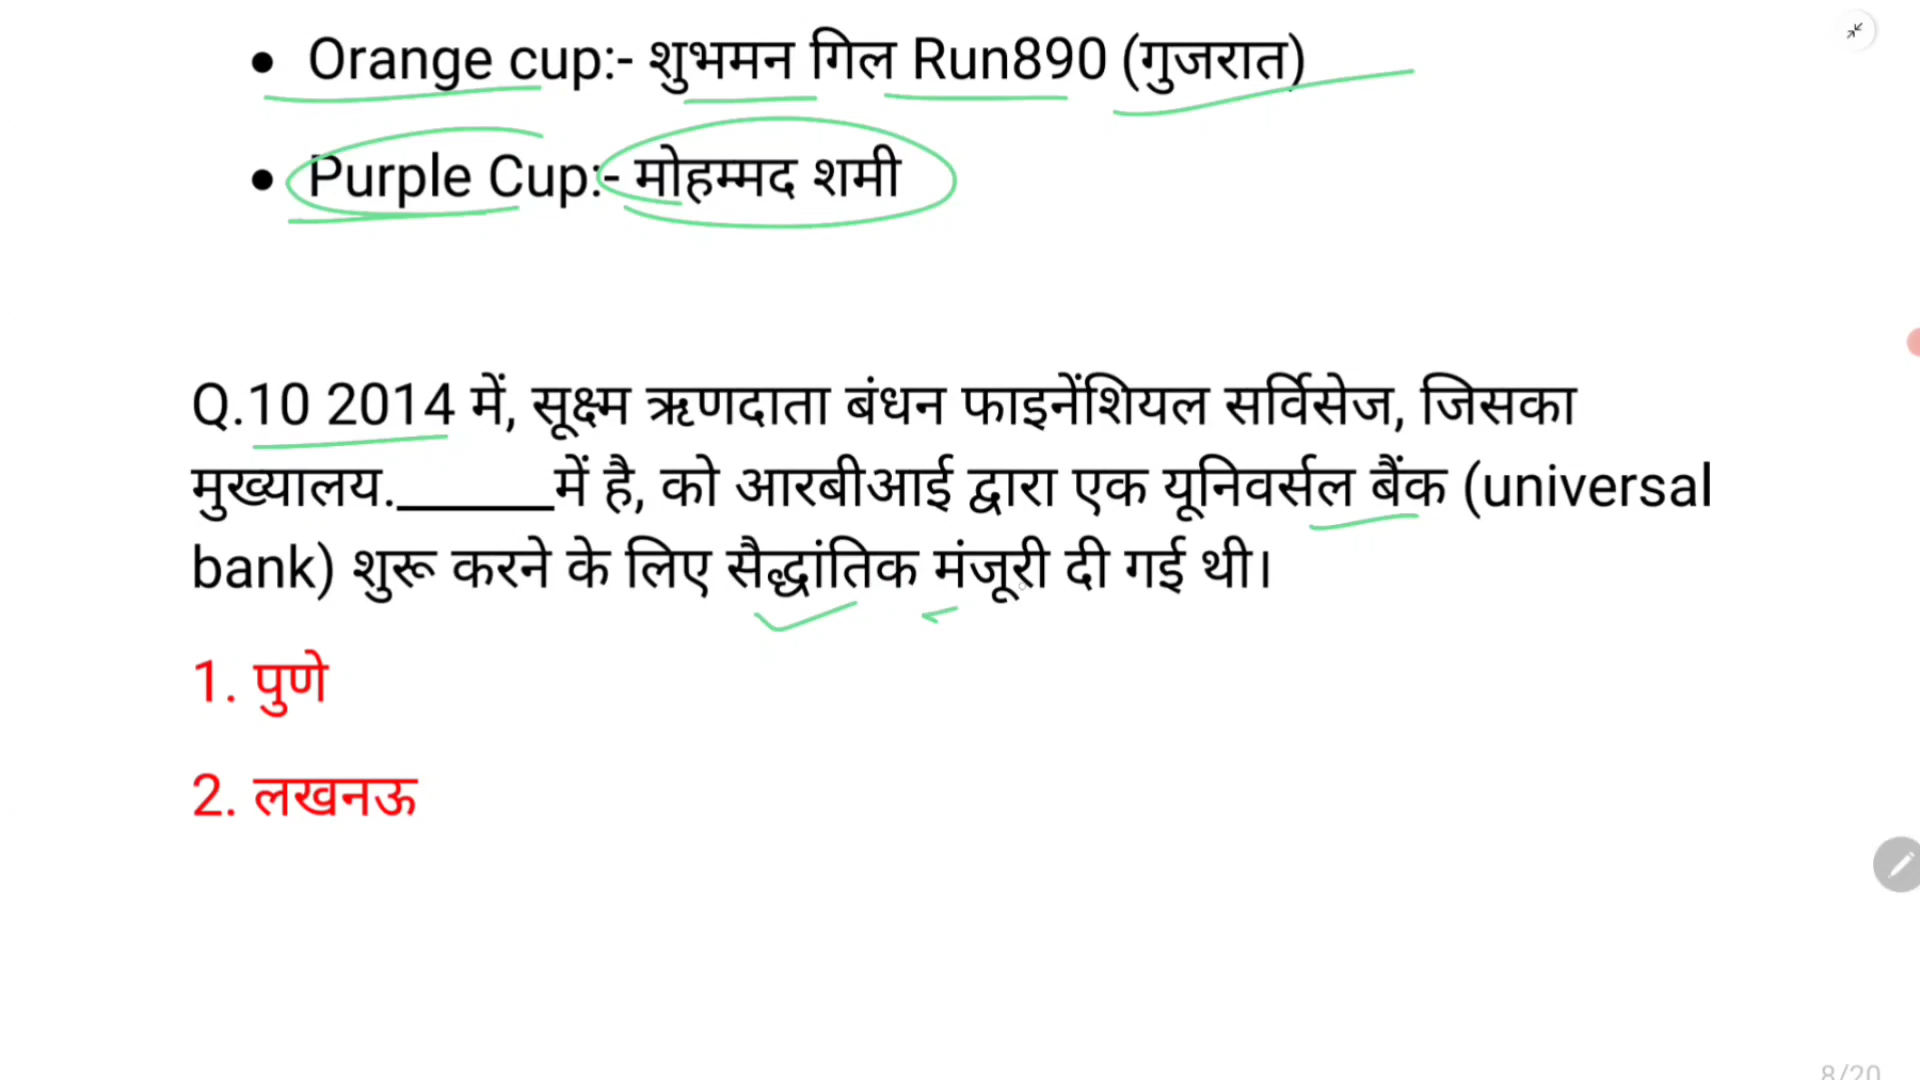 • Orange cup:- शुभमन गिल Run890 (गुजरात)
• Purple Cup:- मोहम्मद शमी
Q.10 2014 में, सूक्ष्म ऋणदाता बंधन फाइनेंशियल सर्विसेज, जिसका
मुख्यालय.______में है, को आरबीआई द्वारा एक यूनिवर्सल बैंक (universal
bank) शुरू करने के लिए सैद्धांतिक मंजूरी दी गई थी।
1. पुणे
2. लखनऊ
8/20